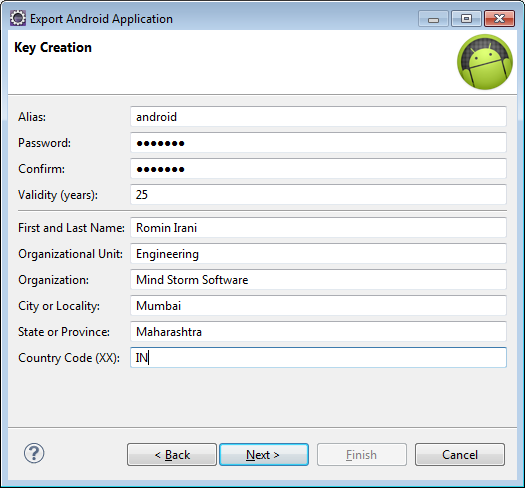 Export Android Application
Key Creation
Alias: android
Password: ●●●●●●●
Confirm: ●●●●●●●
Validity (years): 25
First and Last Name: Romin Irani
Organizational Unit: Engineering
Organization: Mind Storm Software
City or Locality: Mumbai
State or Province: Maharashtra
Country Code (XX): IN
? < Back Next > Finish Cancel